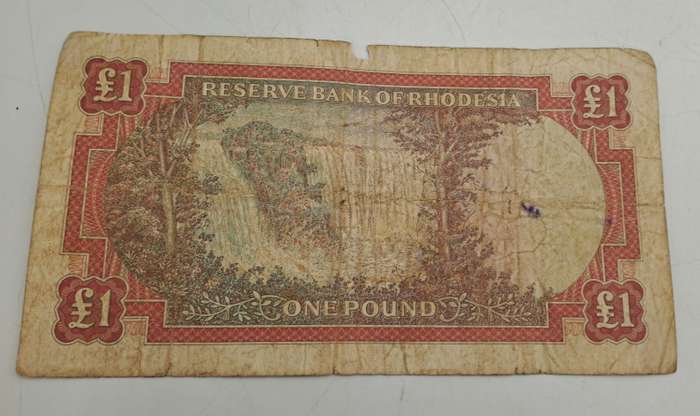 £1 £1
RESERVE BANK OF RHODESIA
ONE POUND
£1 £1